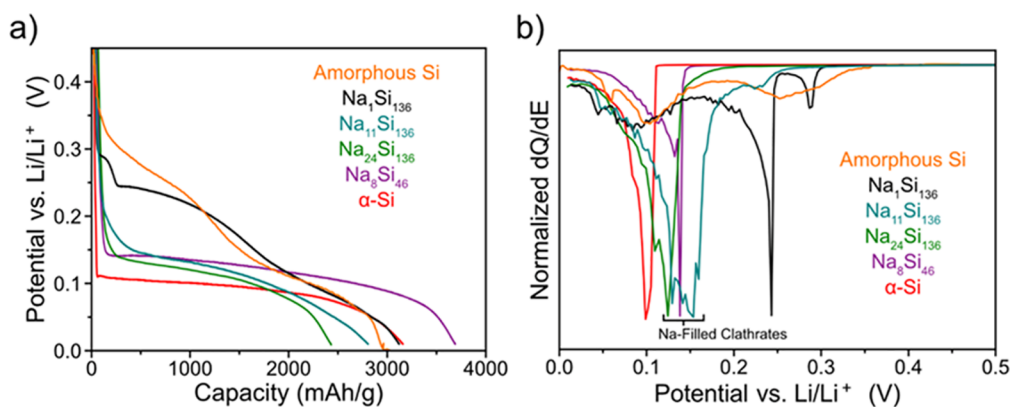 a)
Potential vs. Li/Li⁺ (V)
0.4
0.3
0.2
0.1
0.0
0
1000
2000
3000
4000
Capacity (mAh/g)
Amorphous Si
Na₁Si₁₃₆
Na₁₁Si₁₃₆
Na₂₄Si₁₃₆
Na₈Si₄₆
α-Si
b)
Normalized dQ/dE
Amorphous Si
Na₁Si₁₃₆
Na₁₁Si₁₃₆
Na₂₄Si₁₃₆
Na₈Si₄₆
α-Si
Na-Filled Clathrates
0.0
0.1
0.2
0.3
0.4
0.5
Potential vs. Li/Li⁺ (V)